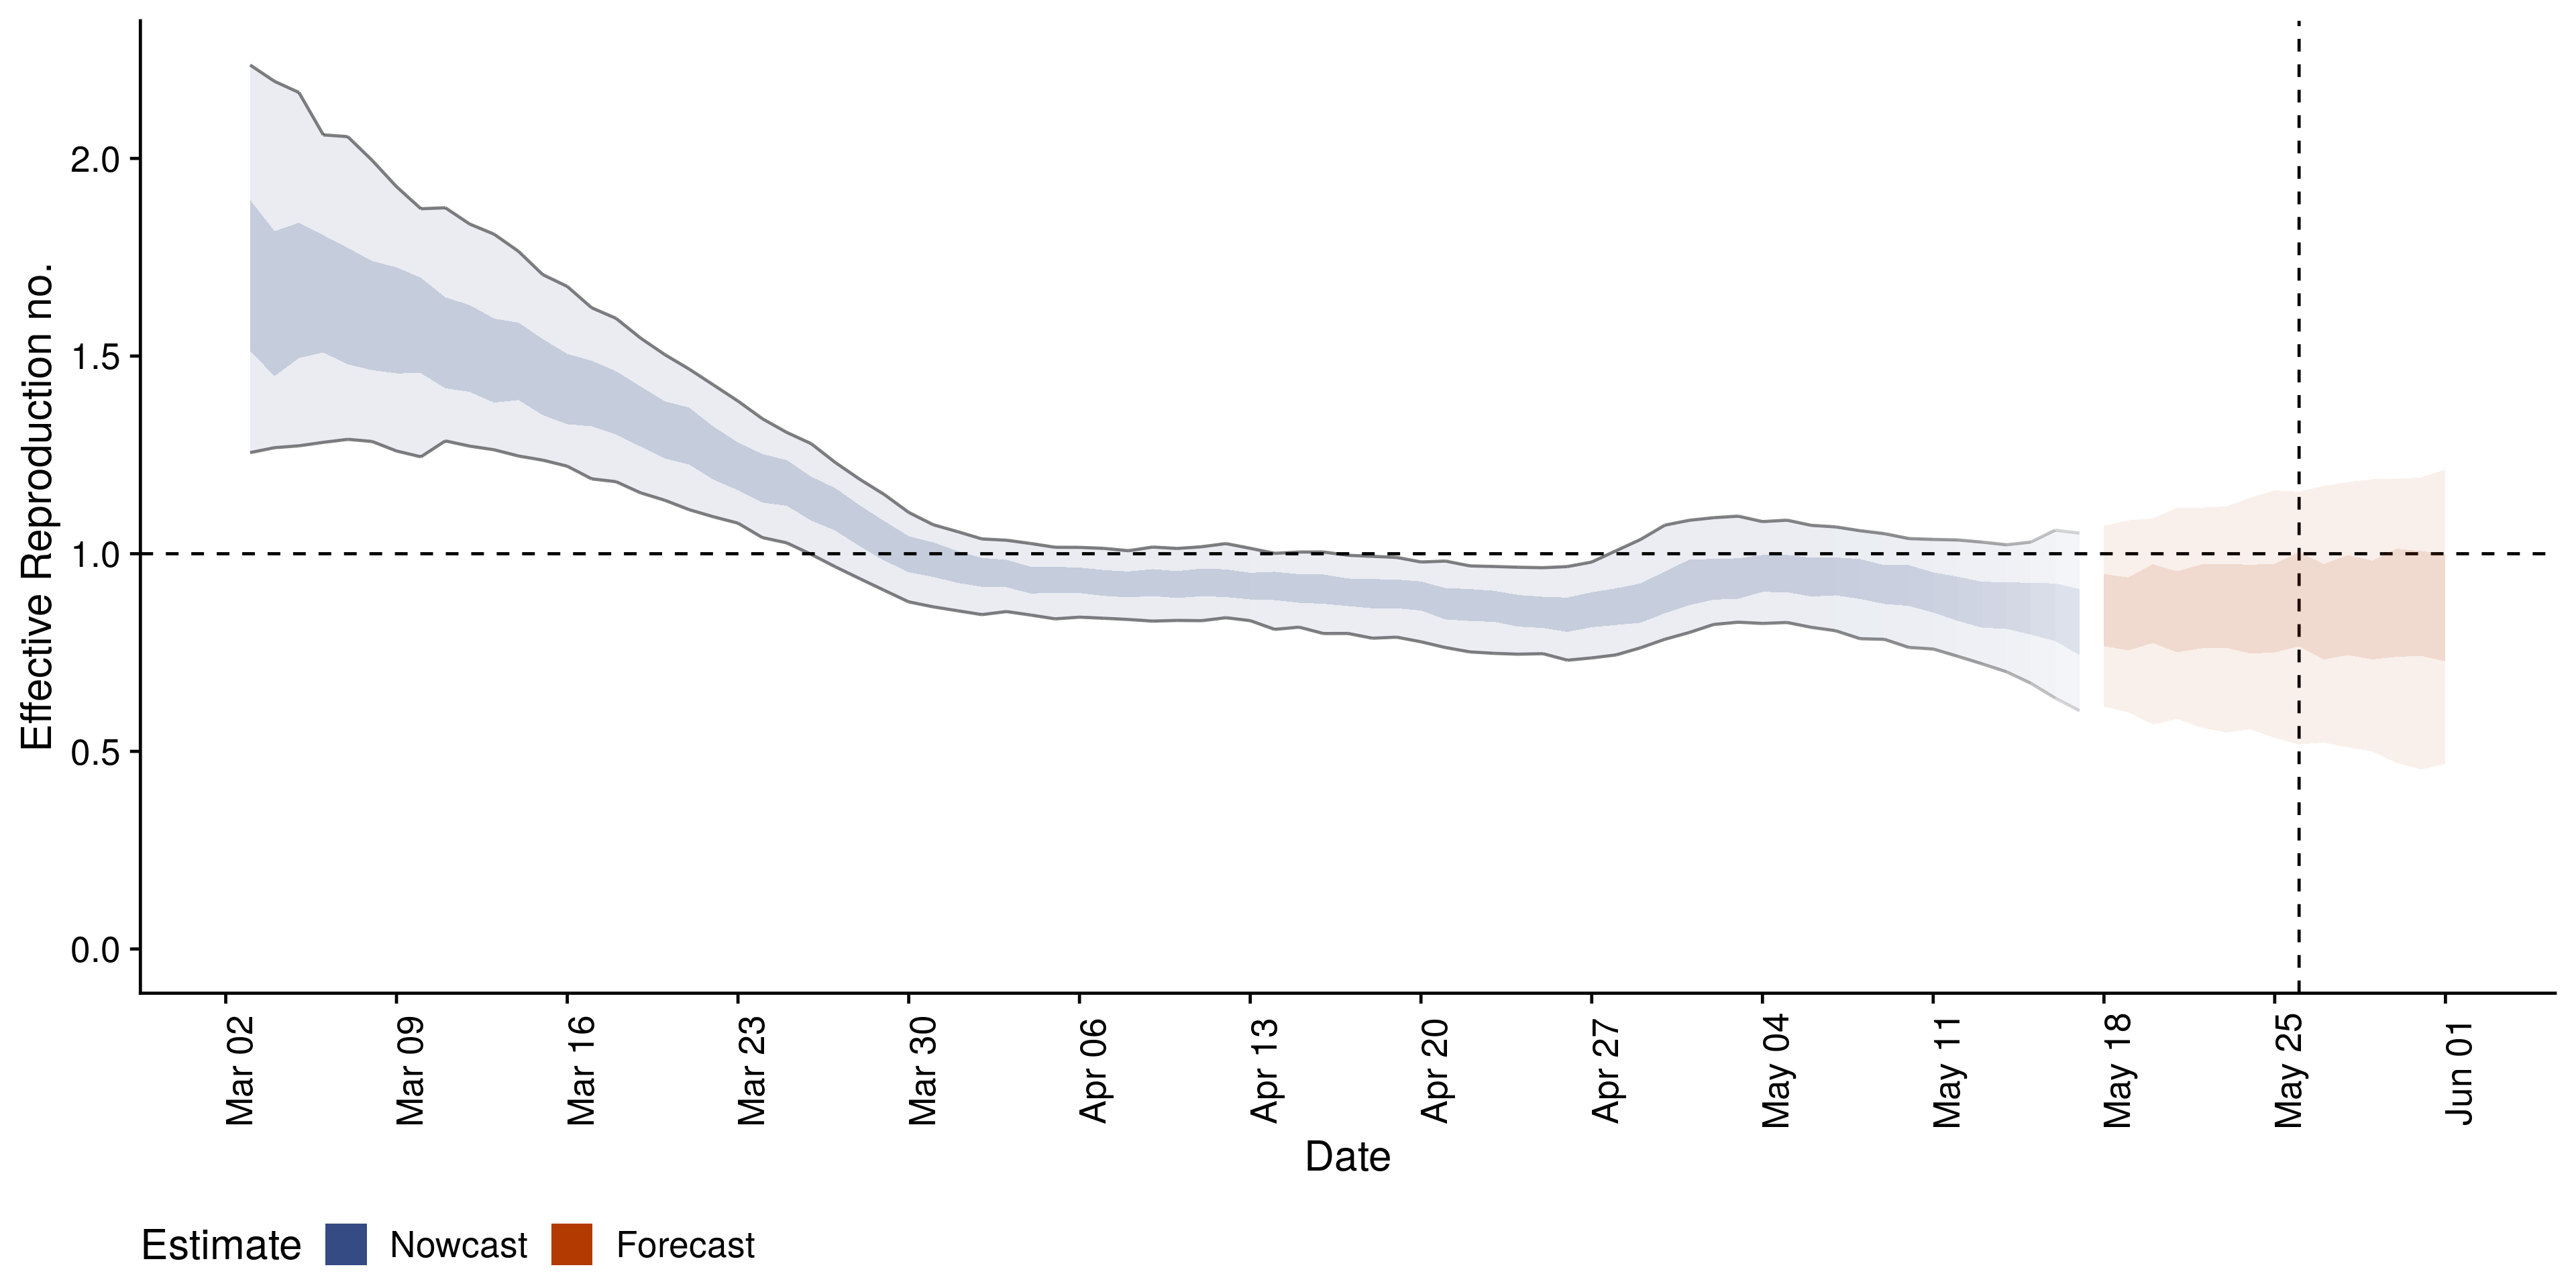 Effective Reproduction no.
2.0
1.5
1.0
0.5
0.0
Mar 02
Mar 09
Mar 16
Mar 23
Mar 30
Apr 06
Apr 13
Apr 20
Apr 27
May 04
May 11
May 18
May 25
Jun 01
Date
Estimate Nowcast Forecast